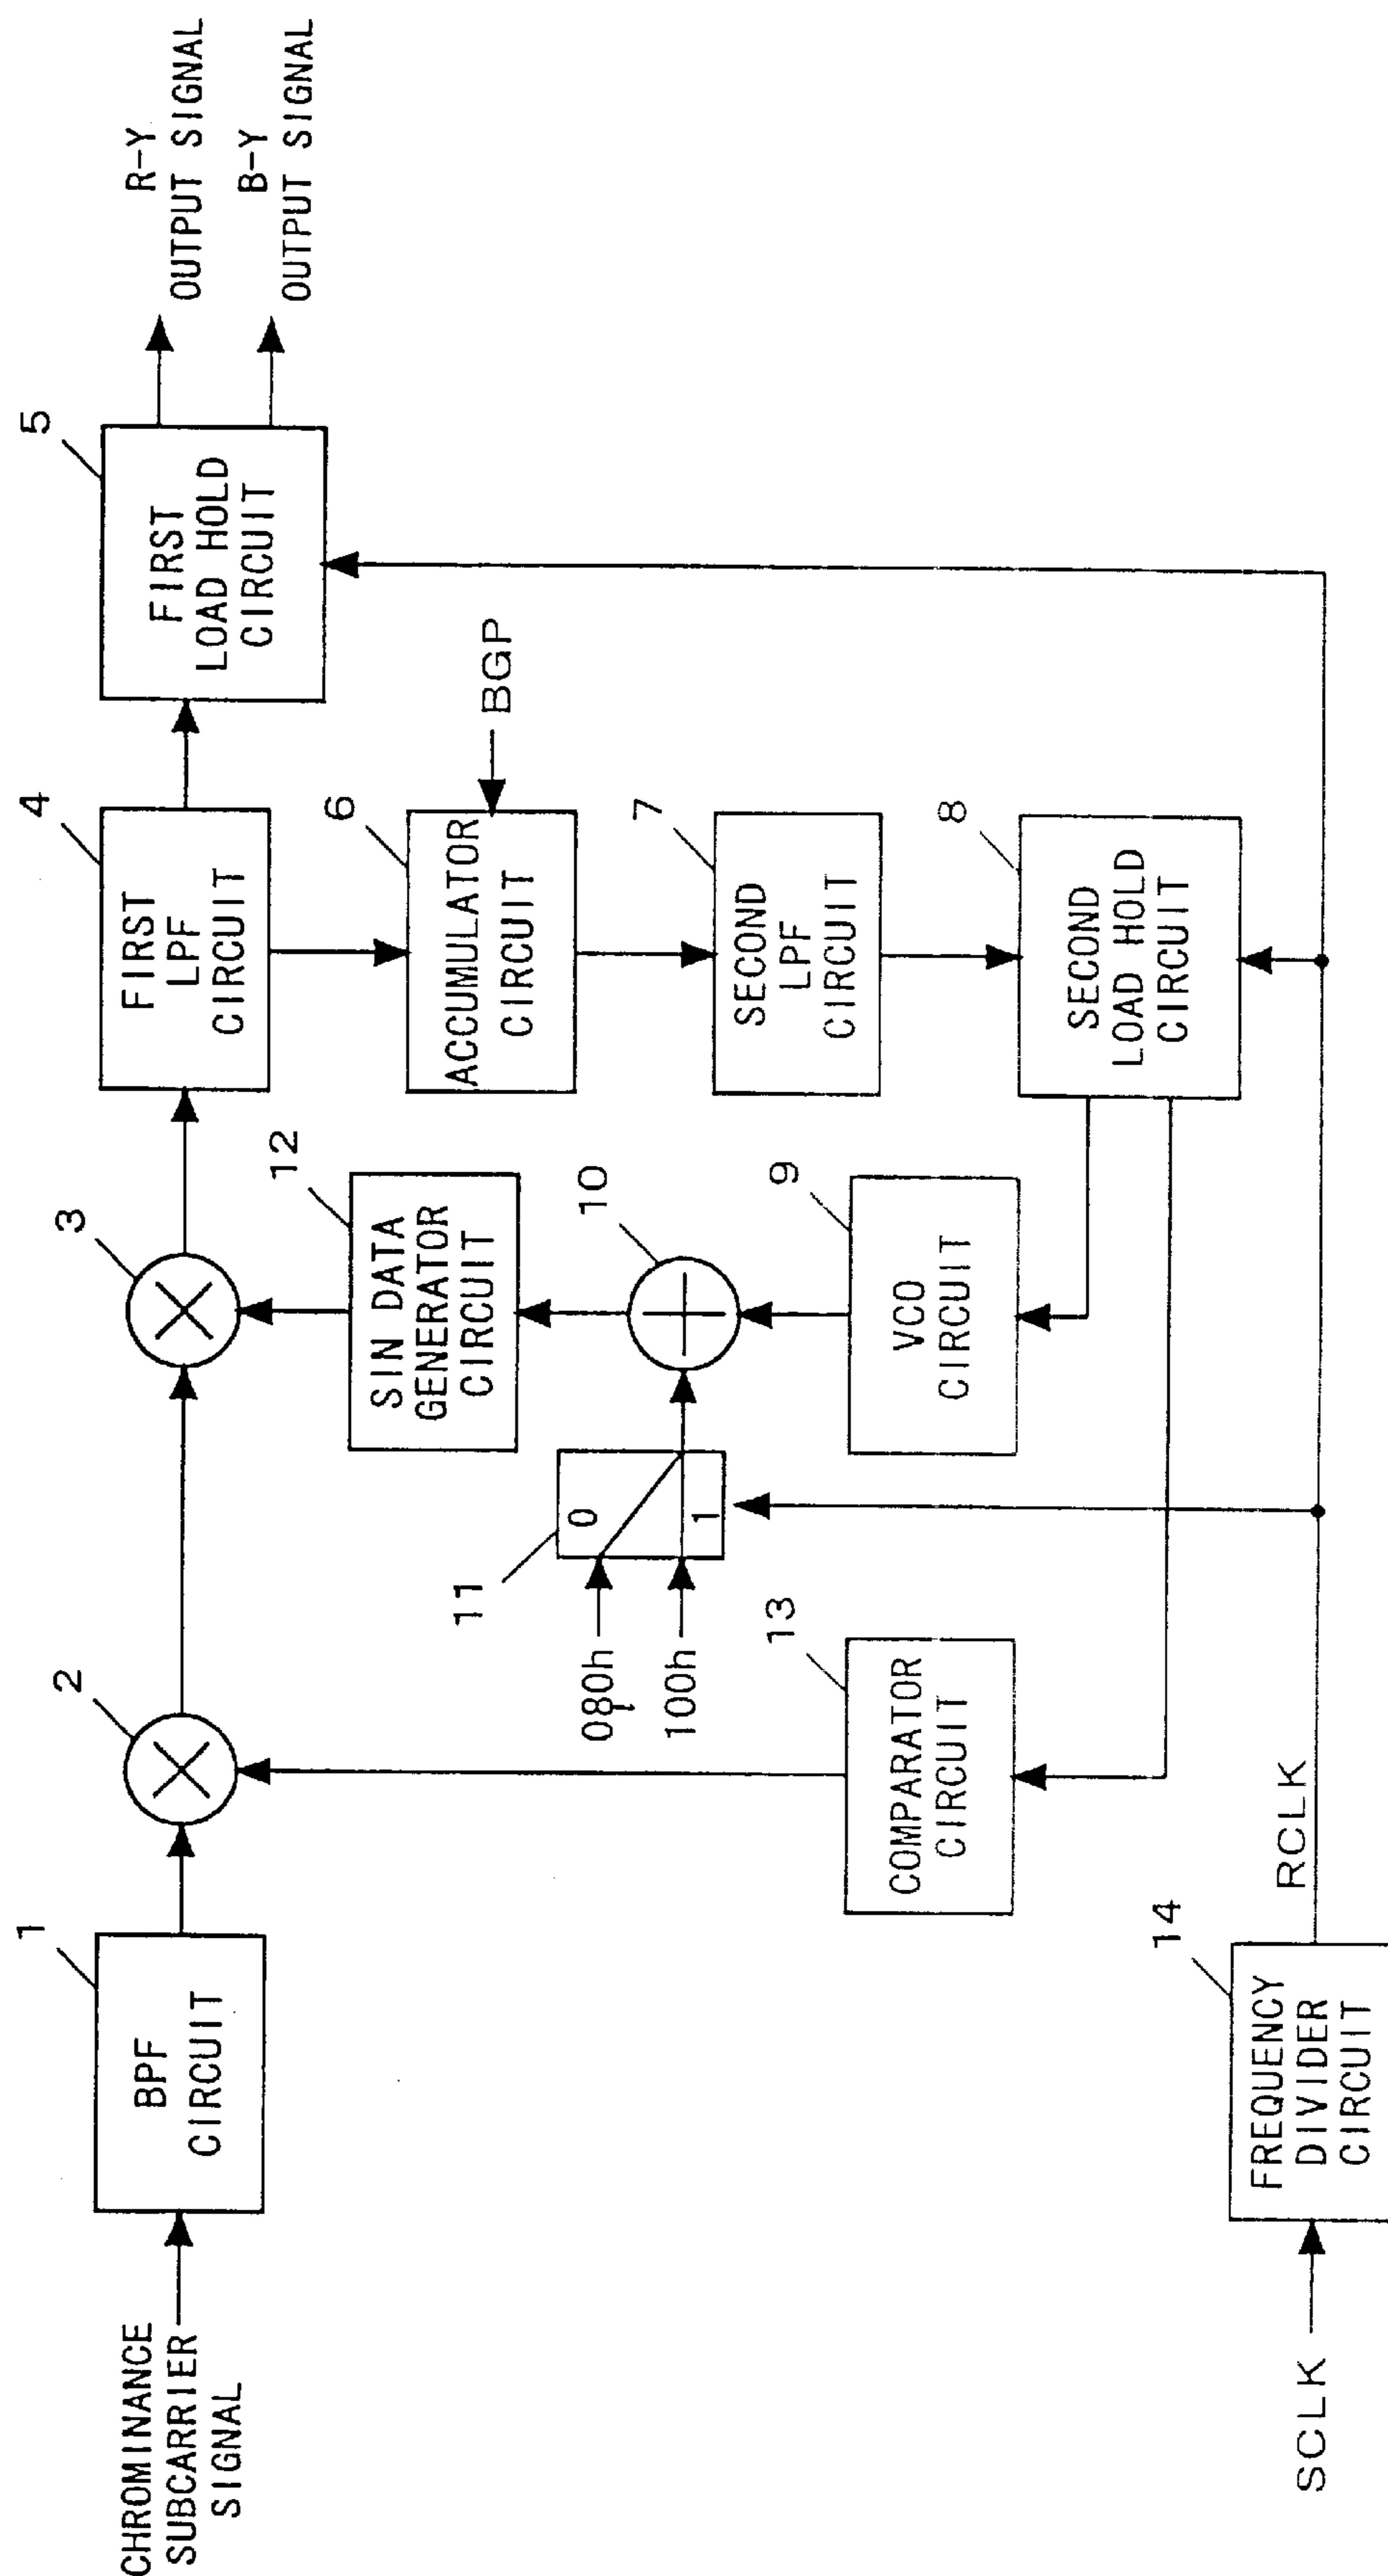 CHROMINANCE
SUBCARRIER
SIGNAL
1
BPF
CIRCUIT
2
3
4
FIRST
LPF
CIRCUIT
5
FIRST
LOAD HOLD
CIRCUIT
R-Y
OUTPUT SIGNAL
B-Y
OUTPUT SIGNAL
12
SIN DATA
GENERATOR
CIRCUIT
6
ACCUMULATOR
CIRCUIT
BGP
11
0
1
080h
100h
10
7
SECOND
LPF
CIRCUIT
13
COMPARATOR
CIRCUIT
9
VCO
CIRCUIT
8
SECOND
LOAD HOLD
CIRCUIT
SCLK
14
FREQUENCY
DIVIDER
CIRCUIT
RCLK